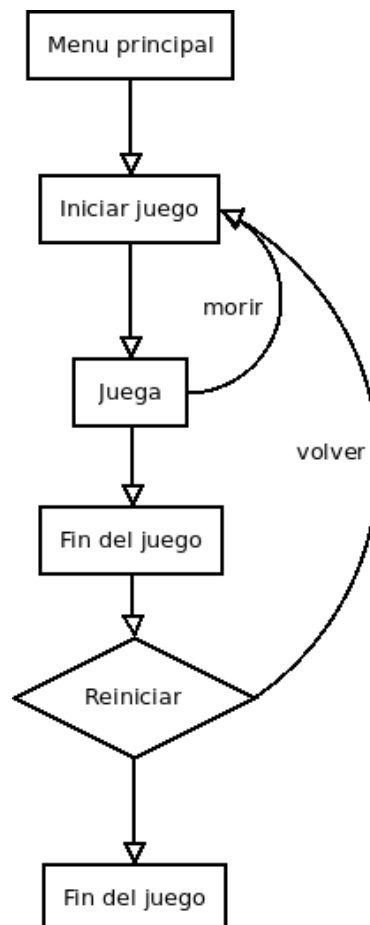 Menu principal
Iniciar juego
morir
Juega
volver
Fin del juego
Reiniciar
Fin del juego